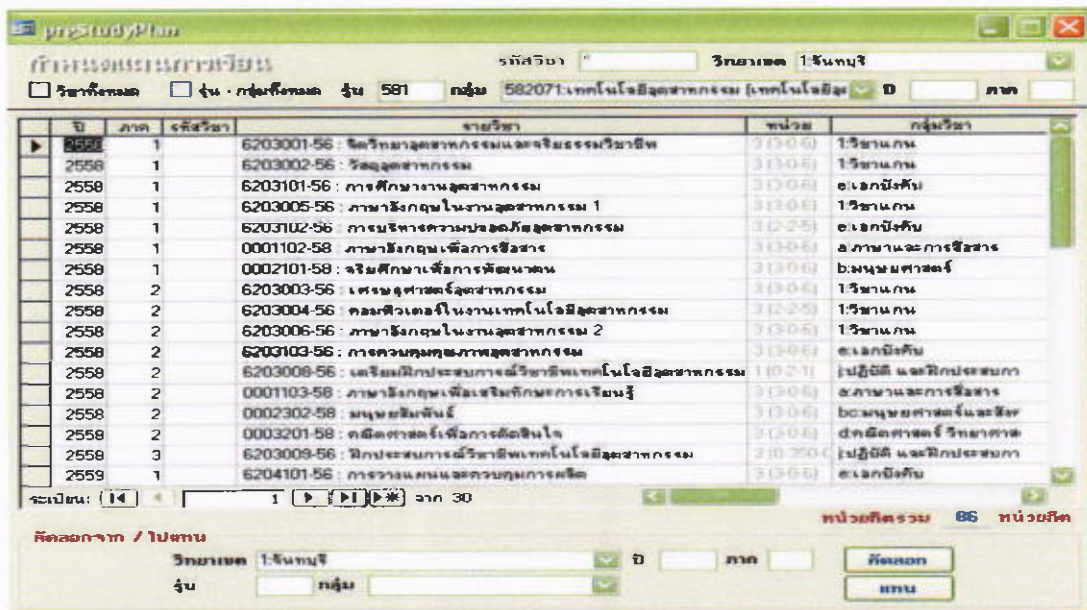 preStudyPlan
กำหนดแผนการเรียน รหัสวิชา * วิทยาเขต 1:จันทบุรี
วิชาทั้งหมด รุ่น - กลุ่มทั้งหมด รุ่น 581 กลุ่ม 582071:เทคโนโลยีอุตสาหกรรม (เทคโนโลยีอุต ปี ภาค
ปี ภาค รหัสวิชา รายวิชา หน่วย กลุ่มวิชา
2558 1 6203001-56 : จิตวิทยาอุตสาหกรรมและจริยธรรมวิชาชีพ 3 (3-0-6) 1:วิชาแกน
2558 1 6203002-56 : วัสดุอุตสาหกรรม 3 (3-0-6) 1:วิชาแกน
2558 1 6203101-56 : การศึกษางานอุตสาหกรรม 3 (3-0-6) e:เอกบังคับ
2558 1 6203005-56 : ภาษาอังกฤษในงานอุตสาหกรรม 1 3 (3-0-6) 1:วิชาแกน
2558 1 6203102-56 : การบริหารความปลอดภัยอุตสาหกรรม 3 (2-2-5) e:เอกบังคับ
2558 1 0001102-58 : ภาษาอังกฤษเพื่อการสื่อสาร 3 (3-0-6) a:ภาษาและการสื่อสาร
2558 1 0002101-58 : จริยศึกษาเพื่อการพัฒนาตน 3 (3-0-6) b:มนุษยศาสตร์
2558 2 6203003-56 : เศรษฐศาสตร์อุตสาหกรรม 3 (3-0-6) 1:วิชาแกน
2558 2 6203004-56 : คอมพิวเตอร์ในงานเทคโนโลยีอุตสาหกรรม 3 (2-2-5) 1:วิชาแกน
2558 2 6203006-56 : ภาษาอังกฤษในงานอุตสาหกรรม 2 3 (3-0-6) 1:วิชาแกน
2558 2 6203103-56 : การควบคุมคุณภาพอุตสาหกรรม 3 (3-0-6) e:เอกบังคับ
2558 2 6203008-56 : เตรียมฝึกประสบการณ์วิชาชีพเทคโนโลยีอุตสาหกรรม 1 (0-2-1) j:ปฏิบัติ และฝึกประสบกา
2558 2 0001103-58 : ภาษาอังกฤษเพื่อเสริมทักษะการเรียนรู้ 3 (3-0-6) a:ภาษาและการสื่อสาร
2558 2 0002302-58 : มนุษยสัมพันธ์ 3 (3-0-6) bc:มนุษยศาสตร์และสัง
2558 2 0003201-58 : คณิตศาสตร์เพื่อการตัดสินใจ 3 (3-0-6) d:คณิตศาสตร์ วิทยาศาส
2558 3 6203009-56 : ฝึกประสบการณ์วิชาชีพเทคโนโลยีอุตสาหกรรม 2 (0-350-0 j:ปฏิบัติ และฝึกประสบกา
2559 1 6204101-56 : การวางแผนและควบคุมการผลิต 3 (3-0-6) e:เอกบังคับ
ระเบียน: 1 จาก 30
หน่วยกิตรวม 86 หน่วยกิต
คัดลอกจาก / ไปแทน
วิทยาเขต 1:จันทบุรี ปี ภาค คัดลอก
รุ่น กลุ่ม แทน